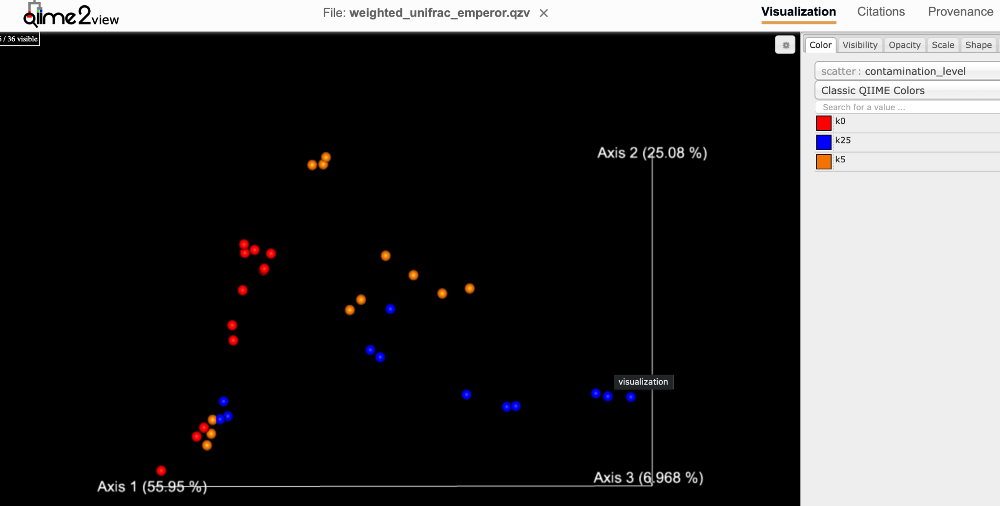 qiime2view
File: weighted_unifrac_emperor.qzv ×
Visualization Citations Provenance
/ 36 visible
Color Visibility Opacity Scale Shape
scatter: contamination_level
Classic QIIME Colors
Search for a value ...
k0
k25
k5
Axis 2 (25.08 %)
visualization
Axis 3 (6.968 %)
Axis 1 (55.95 %)